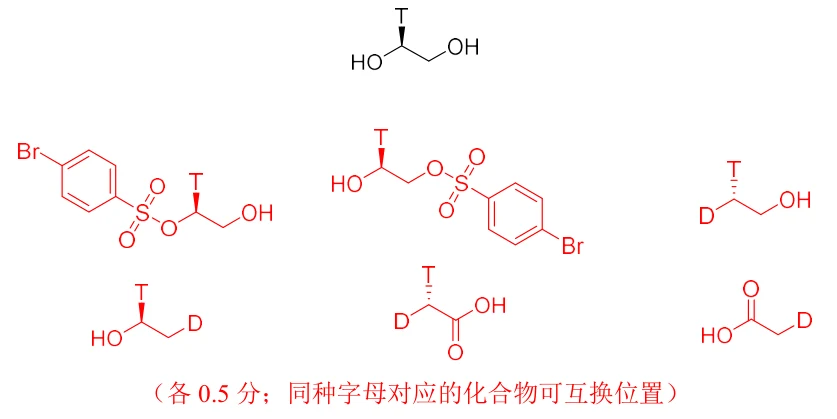 T
HO OH
Br T O S O O OH
T HO O S O O Br
T D OH
T HO D
T D OH O
O HO D
（各 0.5 分；同种字母对应的化合物可互换位置）